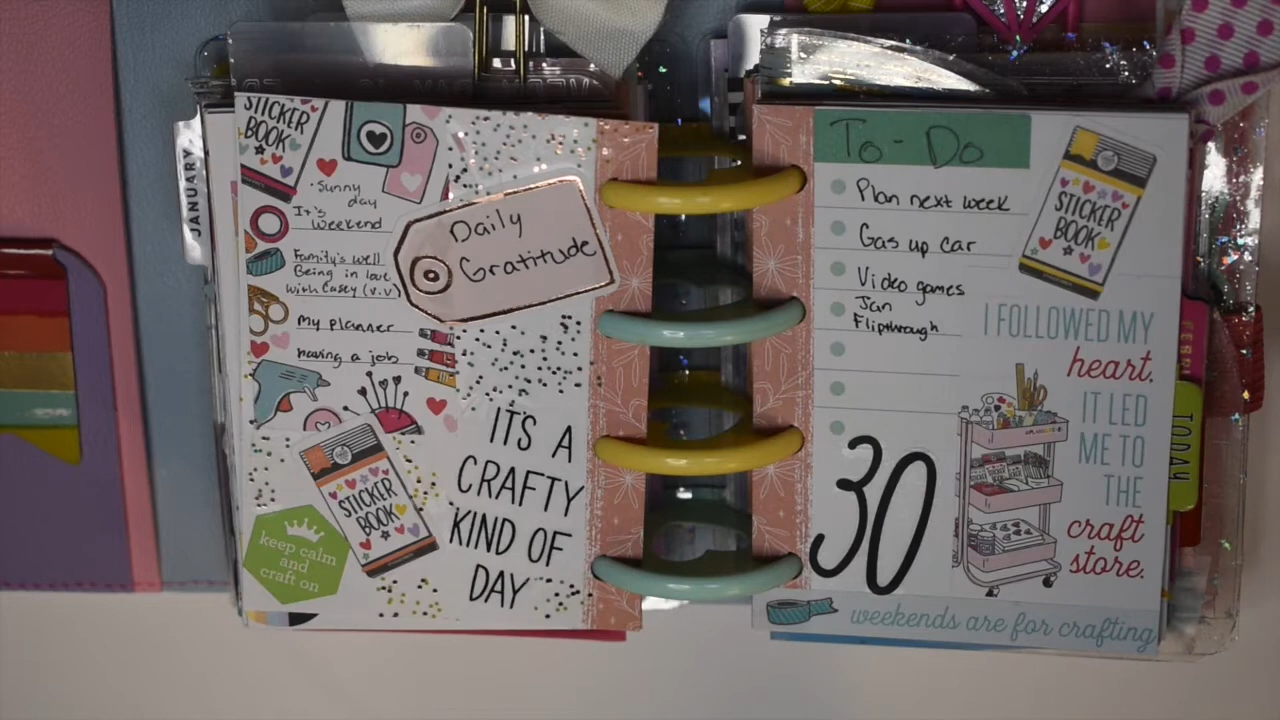 JANUARY
STICKER
BOOK
• Sunny
day
It's
Weekend
Family's well
Being in love
with Casey (v.v)
My planner
having a job
Daily
Gratitude
STICKER
BOOK
keep calm
and
craft on
IT'S A
CRAFTY
KIND OF
DAY
To-Do
Plan next week
Gas up car
Video games
Jan
Flipthrough
STICKER
BOOK
I FOLLOWED MY
heart.
IT LED
ME TO
THE
craft
store.
30
weekends are for crafting
TODAY